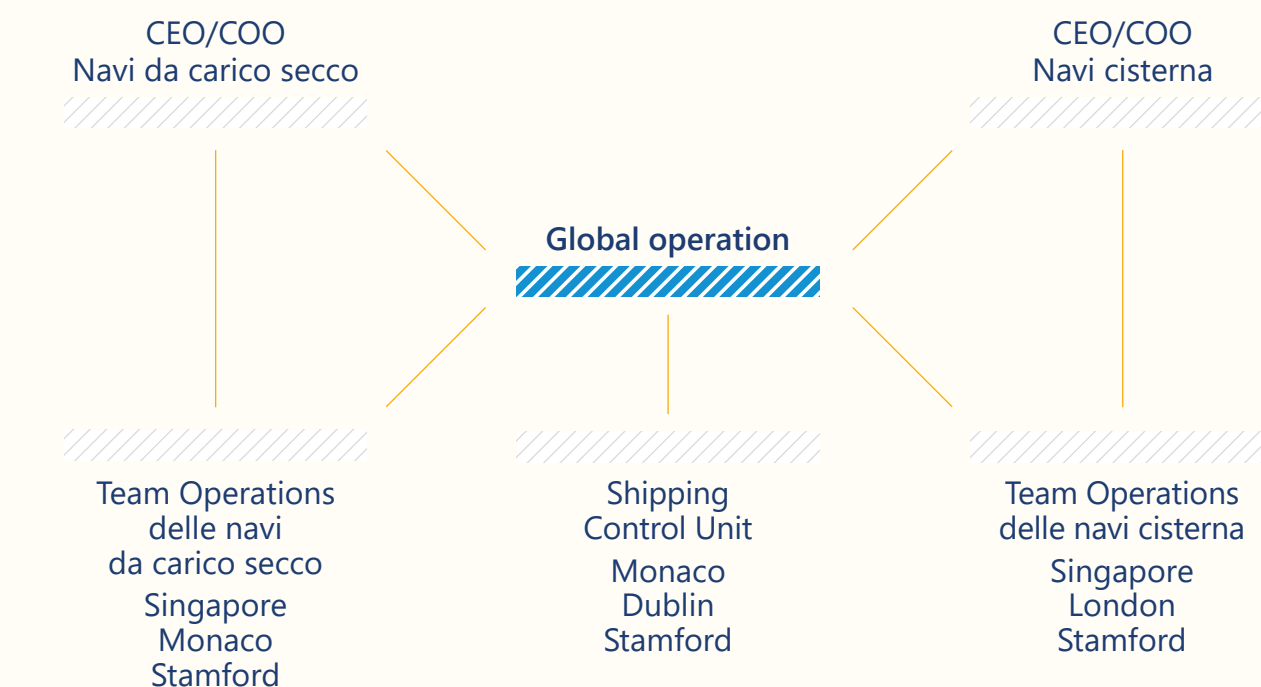 CEO/COO
Navi da carico secco
CEO/COO
Navi cisterna
Global operation
Team Operations
delle navi
da carico secco
Singapore
Monaco
Stamford
Shipping
Control Unit
Monaco
Dublin
Stamford
Team Operations
delle navi cisterna
Singapore
London
Stamford